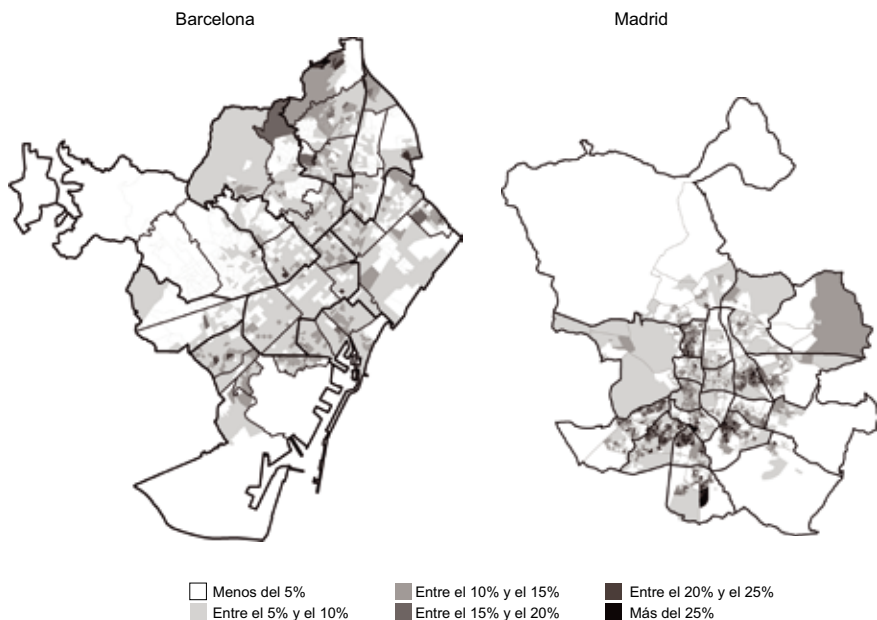 Barcelona
Madrid
Menos del 5%
Entre el 5% y el 10%
Entre el 10% y el 15%
Entre el 15% y el 20%
Entre el 20% y el 25%
Más del 25%